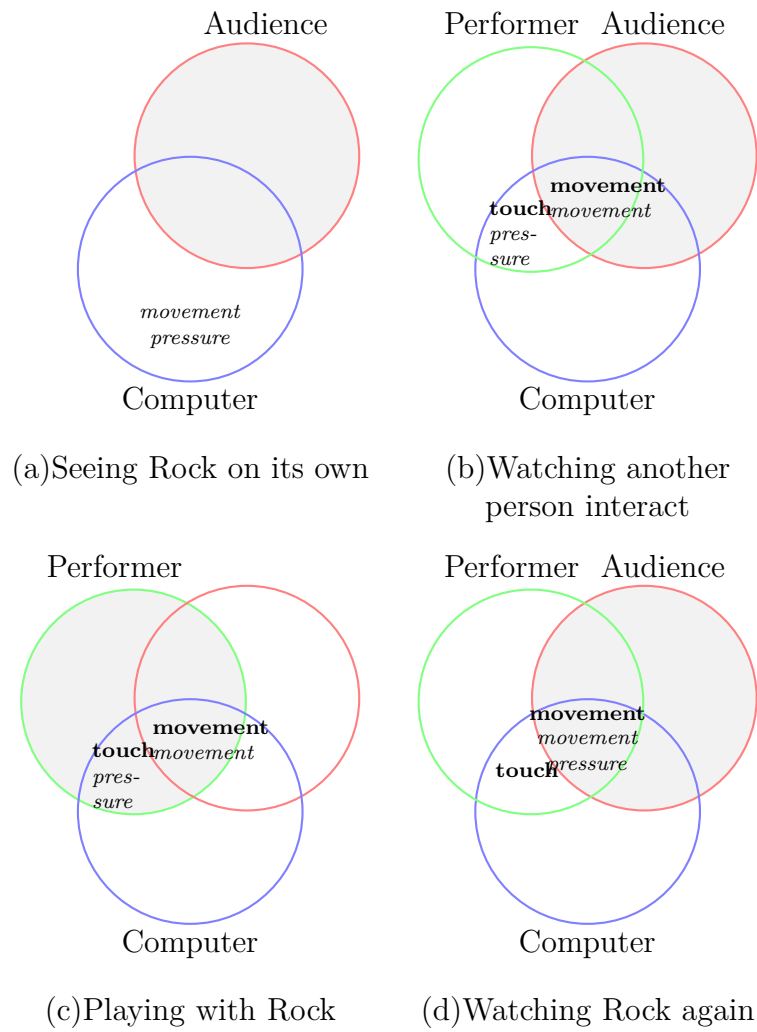 Audience
movement
pressure
Computer
(a)Seeing Rock on its own
Performer Audience
movement
touch
movement
pres-
sure
Computer
(b)Watching another
person interact
Performer
movement
touch
movement
pres-
sure
Computer
(c)Playing with Rock
Performer Audience
movement
movement
pressure
touch
Computer
(d)Watching Rock again